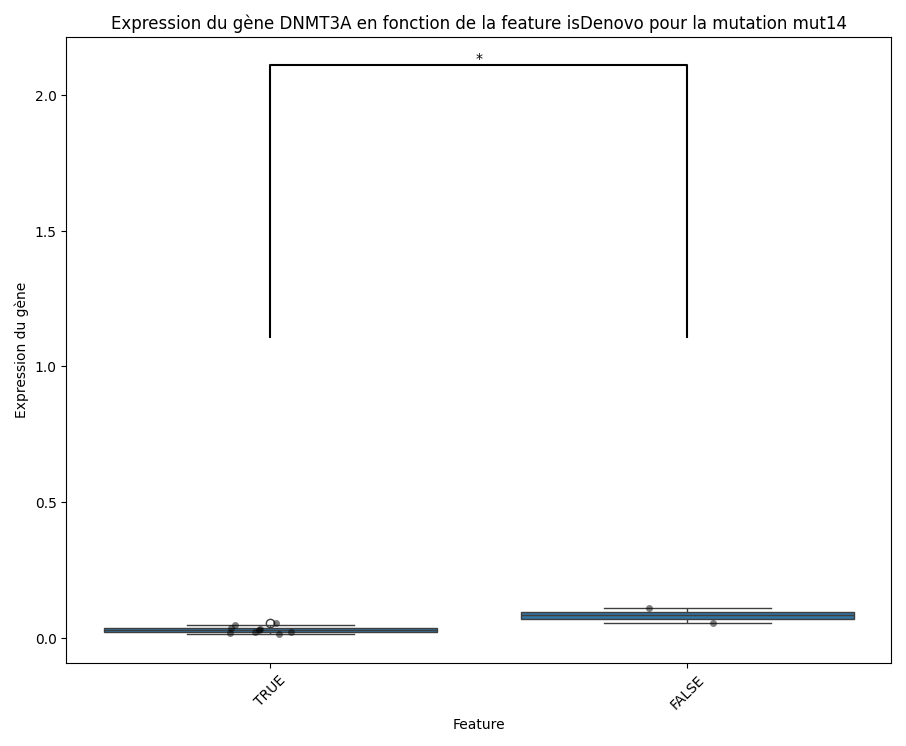 Expression du gène DNMT3A en fonction de la feature isDenovo pour la mutation mut14
*
2.0
1.5
1.0
0.5
0.0
Expression du gène
TRUE
FALSE
Feature